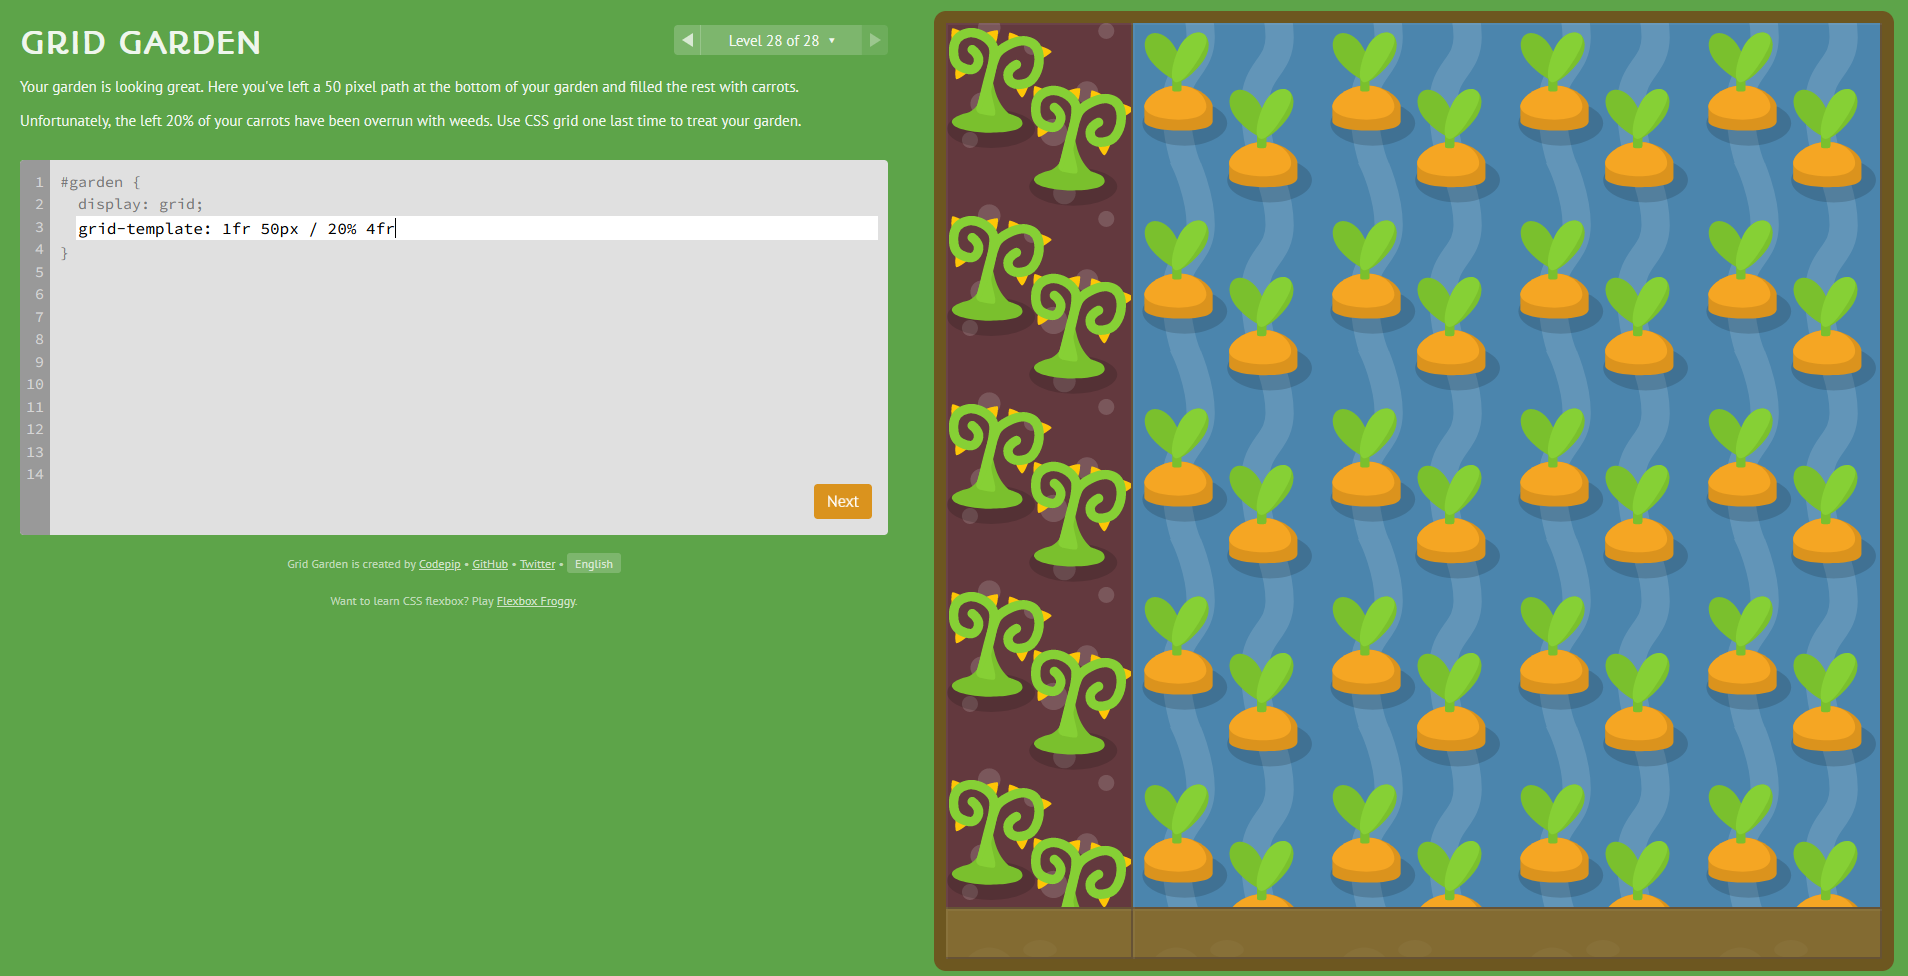 GRID GARDEN
◀ Level 28 of 28 ▼ ▶
Your garden is looking great. Here you've left a 50 pixel path at the bottom of your garden and filled the rest with carrots.
Unfortunately, the left 20% of your carrots have been overrun with weeds. Use CSS grid one last time to treat your garden.
1 #garden {
2 display: grid;
3 grid-template: 1fr 50px / 20% 4fr
4 }
5
6
7
8
9
10
11
12
13
14
Next
Grid Garden is created by Codepip • GitHub • Twitter • English
Want to learn CSS flexbox? Play Flexbox Froggy.